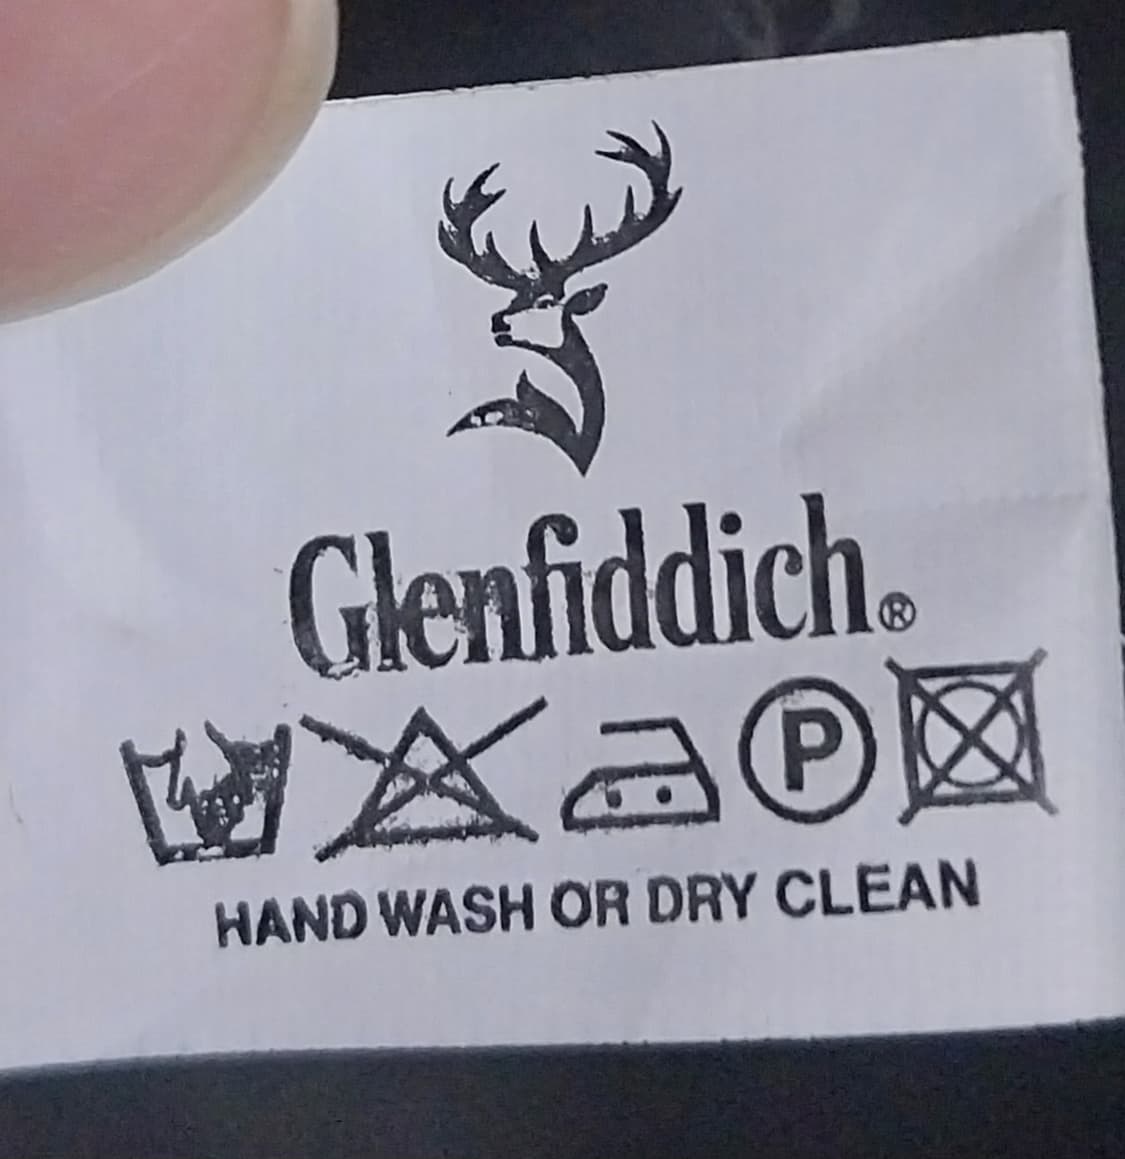 Glenfiddich®
P
HAND WASH OR DRY CLEAN